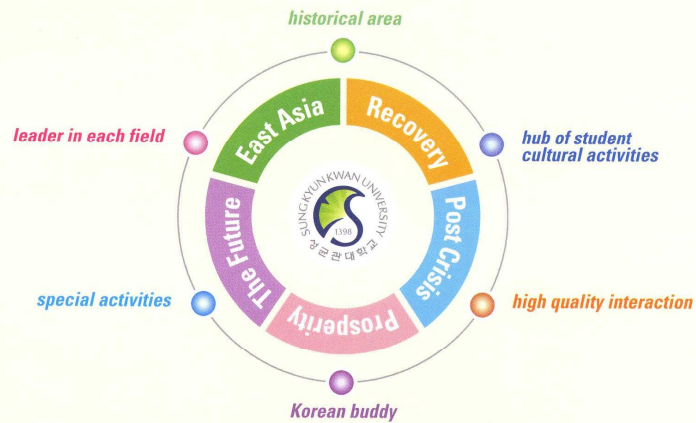 historical area
leader in each field
hub of student
cultural activities
special activities
high quality interaction
Korean buddy
East Asia
Recovery
Post Crisis
Prosperity
The Future
SUNGKYUNKWAN UNIVERSITY
1398
성균관대학교